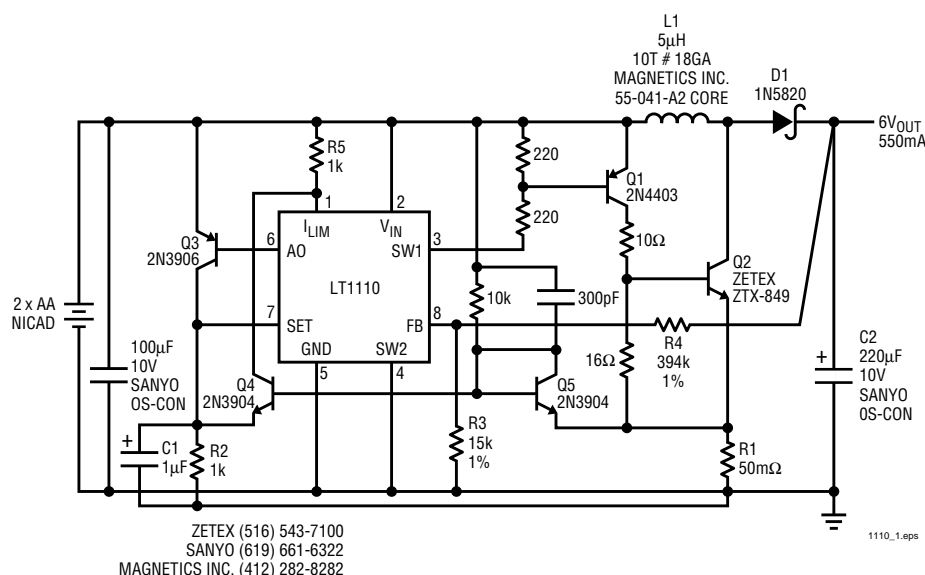 L1
5µH
10T # 18GA
MAGNETICS INC.
55-041-A2 CORE
D1
1N5820
6VOUT
550mA
R5
1k
220
220
Q1
2N4403
1
2
ILIM
VIN
6
AO
SW1
3
Q3
2N3906
10Ω
Q2
ZETEX
ZTX-849
LT1110
10k
300pF
2 x AA
NICAD
7
SET
FB
8
GND
SW2
5
4
R4
394k
1%
16Ω
100µF
10V
SANYO
OS-CON
Q4
2N3904
Q5
2N3904
+
C2
220µF
10V
SANYO
0S-CON
+
C1
1µF
R2
1k
R3
15k
1%
R1
50mΩ
ZETEX (516) 543-7100
SANYO (619) 661-6322
MAGNETICS INC. (412) 282-8282
1110_1.eps